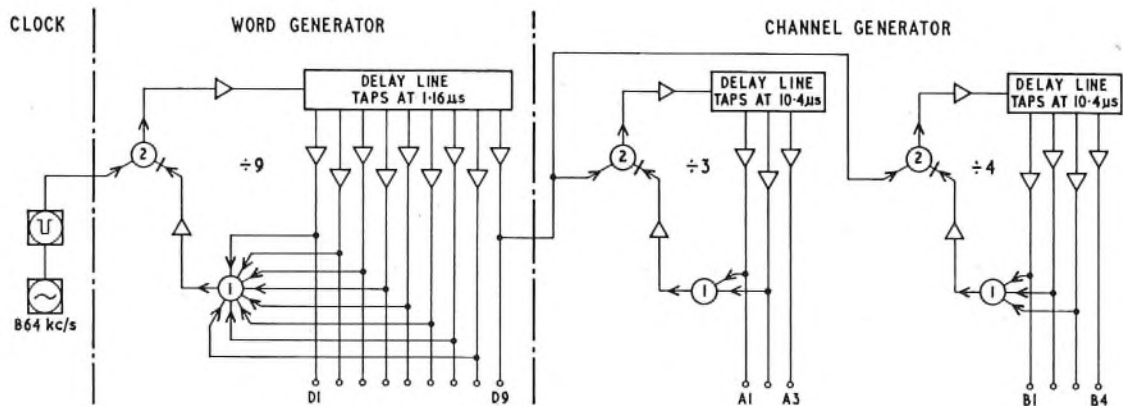 CLOCK
WORD GENERATOR
CHANNEL GENERATOR
DELAY LINE
TAPS AT 1·16µs
DELAY LINE
TAPS AT 10·4µs
DELAY LINE
TAPS AT 10·4µs
2
÷9
2
÷3
2
÷4
1
1
1
864 kc/s
D1
D9
A1
A3
B1
B4